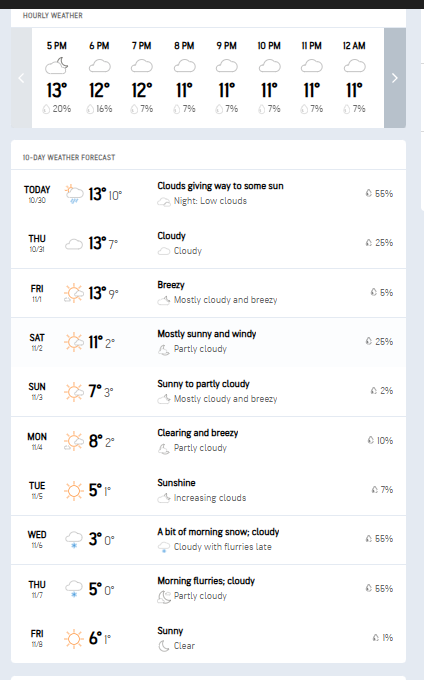 HOURLY WEATHER
5 PM 6 PM 7 PM 8 PM 9 PM 10 PM 11 PM 12 AM
13° 12° 12° 11° 11° 11° 11° 11°
20% 16% 7% 7% 7% 7% 7% 7%
10-DAY WEATHER FORECAST
TODAY
10/30
13° 10°
Clouds giving way to some sun
Night: Low clouds
55%
THU
10/31
13° 7°
Cloudy
Cloudy
25%
FRI
11/1
13° 9°
Breezy
Mostly cloudy and breezy
5%
SAT
11/2
11° 2°
Mostly sunny and windy
Partly cloudy
25%
SUN
11/3
7° 3°
Sunny to partly cloudy
Mostly cloudy and breezy
2%
MON
11/4
8° 2°
Clearing and breezy
Partly cloudy
10%
TUE
11/5
5° 1°
Sunshine
Increasing clouds
7%
WED
11/6
3° 0°
A bit of morning snow; cloudy
Cloudy with flurries late
55%
THU
11/7
5° 0°
Morning flurries; cloudy
Partly cloudy
55%
FRI
11/8
6° 1°
Sunny
Clear
1%